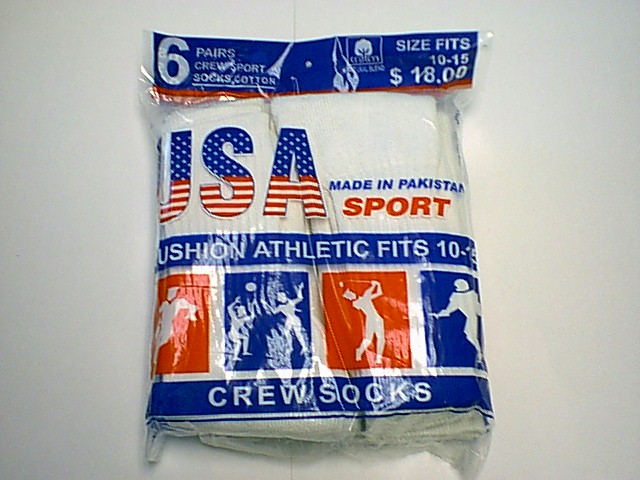 6 PAIRS
CREW SPORT
SOCKS COTTON
SIZE FITS
10-15
$ 18.00
USA
MADE IN PAKISTAN
SPORT
USHION ATHLETIC FITS 10-15
CREW SOCKS